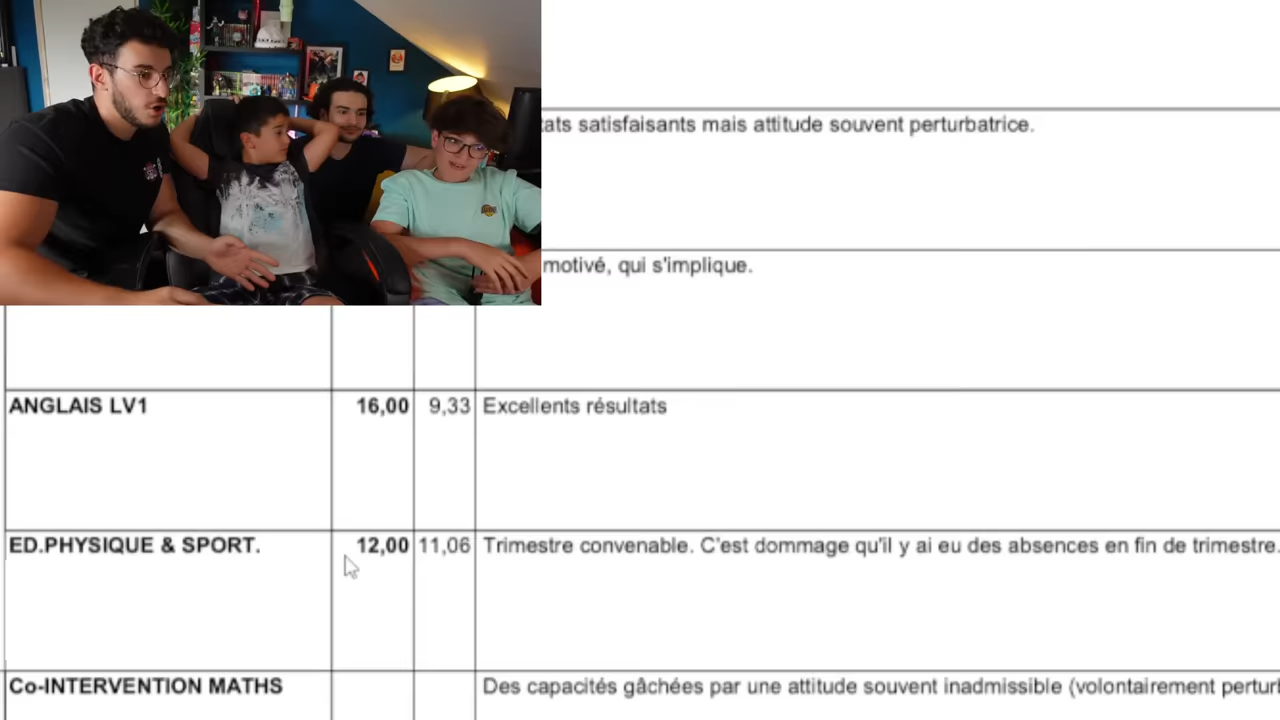 ats satisfaisants mais attitude souvent perturbatrice.
motivé, qui s'implique.
ANGLAIS LV1 16,00 9,33 Excellents résultats
ED.PHYSIQUE & SPORT. 12,00 11,06 Trimestre convenable. C'est dommage qu'il y ai eu des absences en fin de trimestre.
Co-INTERVENTION MATHS Des capacités gâchées par une attitude souvent inadmissible (volontairement pertur